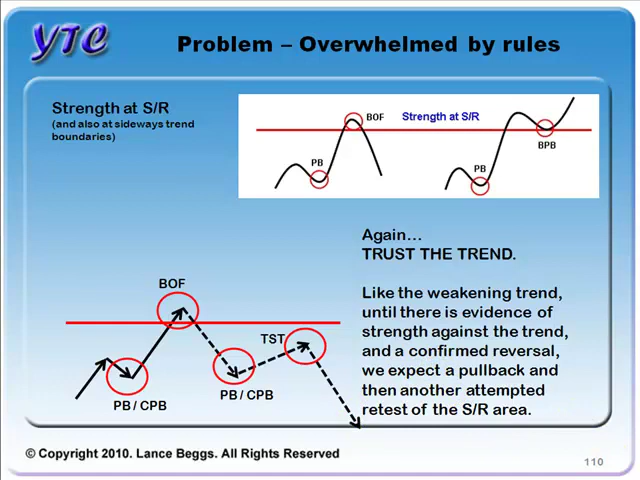 YTC
Problem – Overwhelmed by rules
Strength at S/R
(and also at sideways trend
boundaries)
BOF
Strength at S/R
PB
BPB
PB
Again…
TRUST THE TREND.
Like the weakening trend,
until there is evidence of
strength against the trend,
and a confirmed reversal,
we expect a pullback and
then another attempted
retest of the S/R area.
BOF
TST
PB / CPB
PB / CPB
© Copyright 2010. Lance Beggs. All Rights Reserved
110